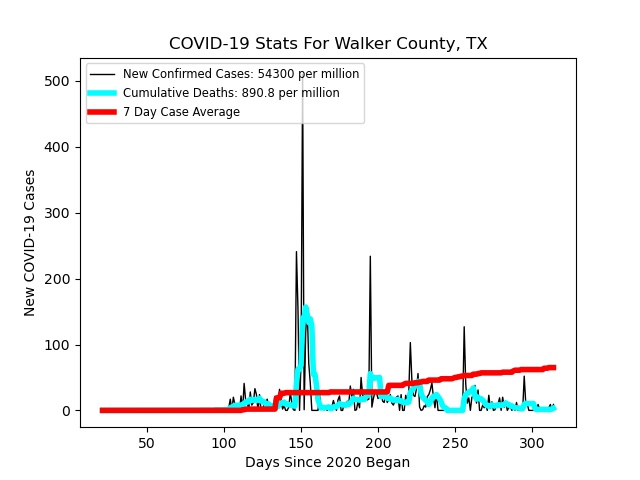 COVID-19 Stats For Walker County, TX
New Confirmed Cases: 54300 per million
Cumulative Deaths: 890.8 per million
7 Day Case Average
New COVID-19 Cases
500
400
300
200
100
0
50
100
150
200
250
300
Days Since 2020 Began